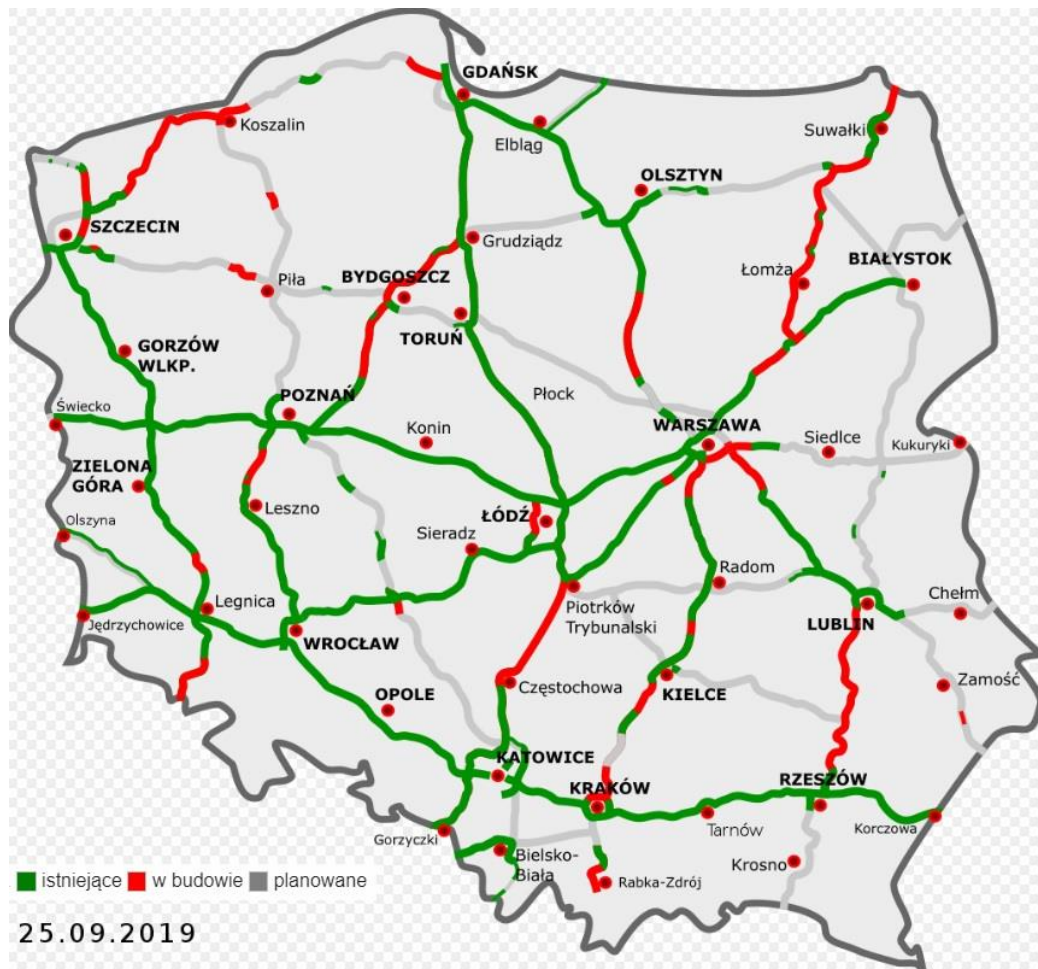 GDAŃSK
Koszalin
Elbląg
Suwałki
OLSZTYN
SZCZECIN
Grudziądz
Piła
BYDGOSZCZ
Łomża
BIAŁYSTOK
TORUŃ
GORZÓW
WLKP.
POZNAŃ
Płock
Świecko
Konin
WARSZAWA
Siedlce
Kukuryki
ZIELONA
GÓRA
Leszno
Olszyna
ŁÓDŹ
Sieradz
Radom
Legnica
Piotrków
Trybunalski
Chełm
LUBLIN
Jędrzychowice
WROCŁAW
Częstochowa
KIELCE
Zamość
OPOLE
KATOWICE
KRAKÓW
RZESZÓW
Tarnów
Korczowa
Gorzyczki
Bielsko-
Biała
Krosno
Rabka-Zdrój
istniejące w budowie planowane
25.09.2019